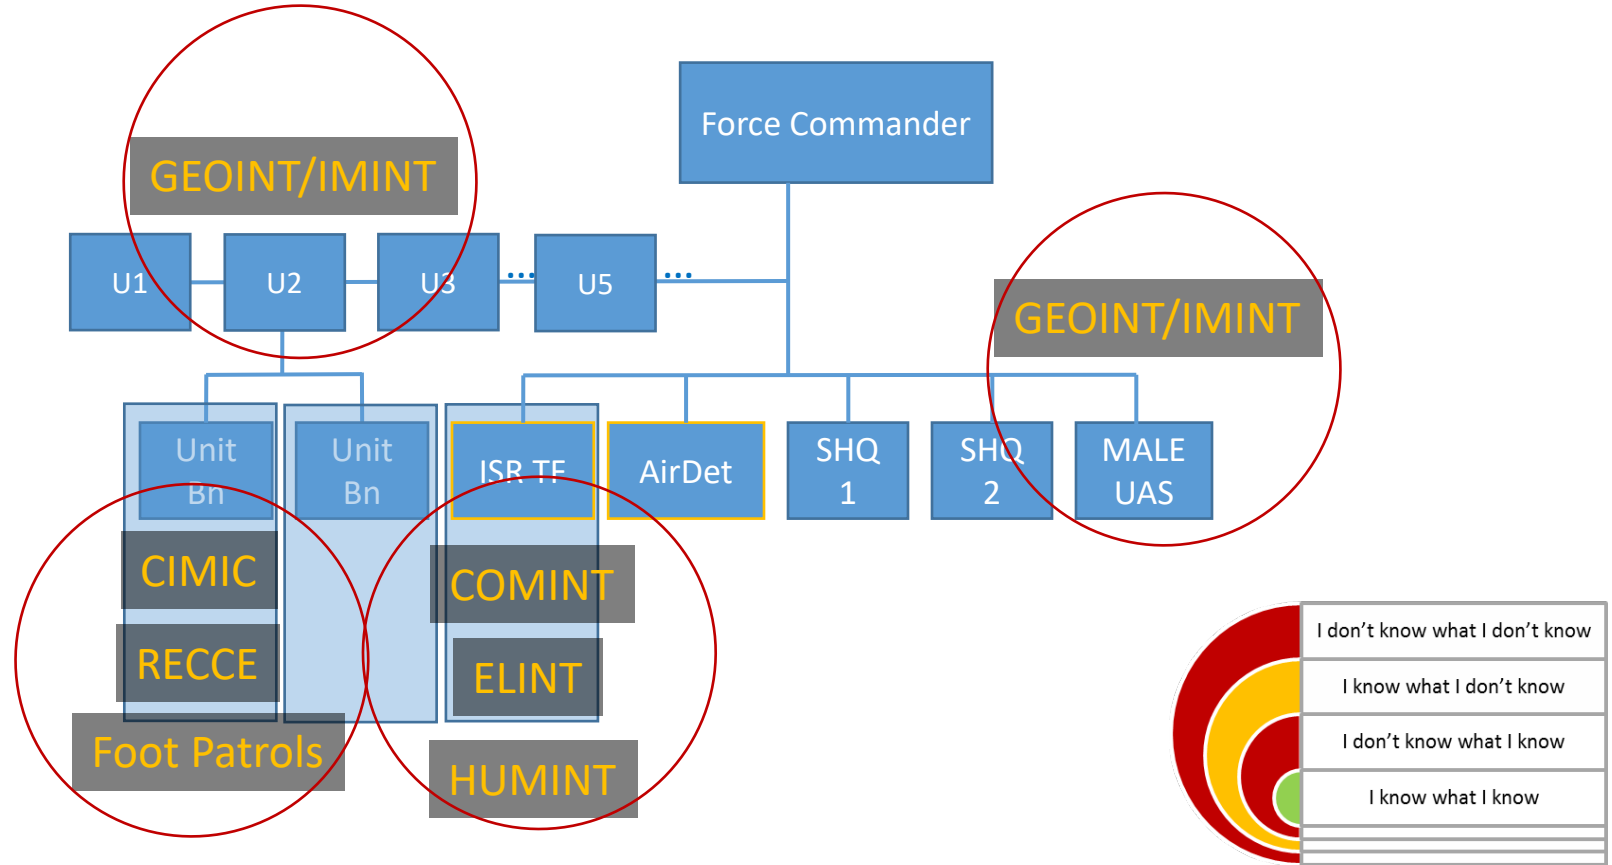 Force Commander
GEOINT/IMINT
U1
U2
U3
...
U5
...
GEOINT/IMINT
Unit
Bn
Unit
Bn
ISR TF
AirDet
SHQ
1
SHQ
2
MALE
UAS
CIMIC
RECCE
Foot Patrols
COMINT
ELINT
HUMINT
I don’t know what I don’t know
I know what I don’t know
I don’t know what I know
I know what I know